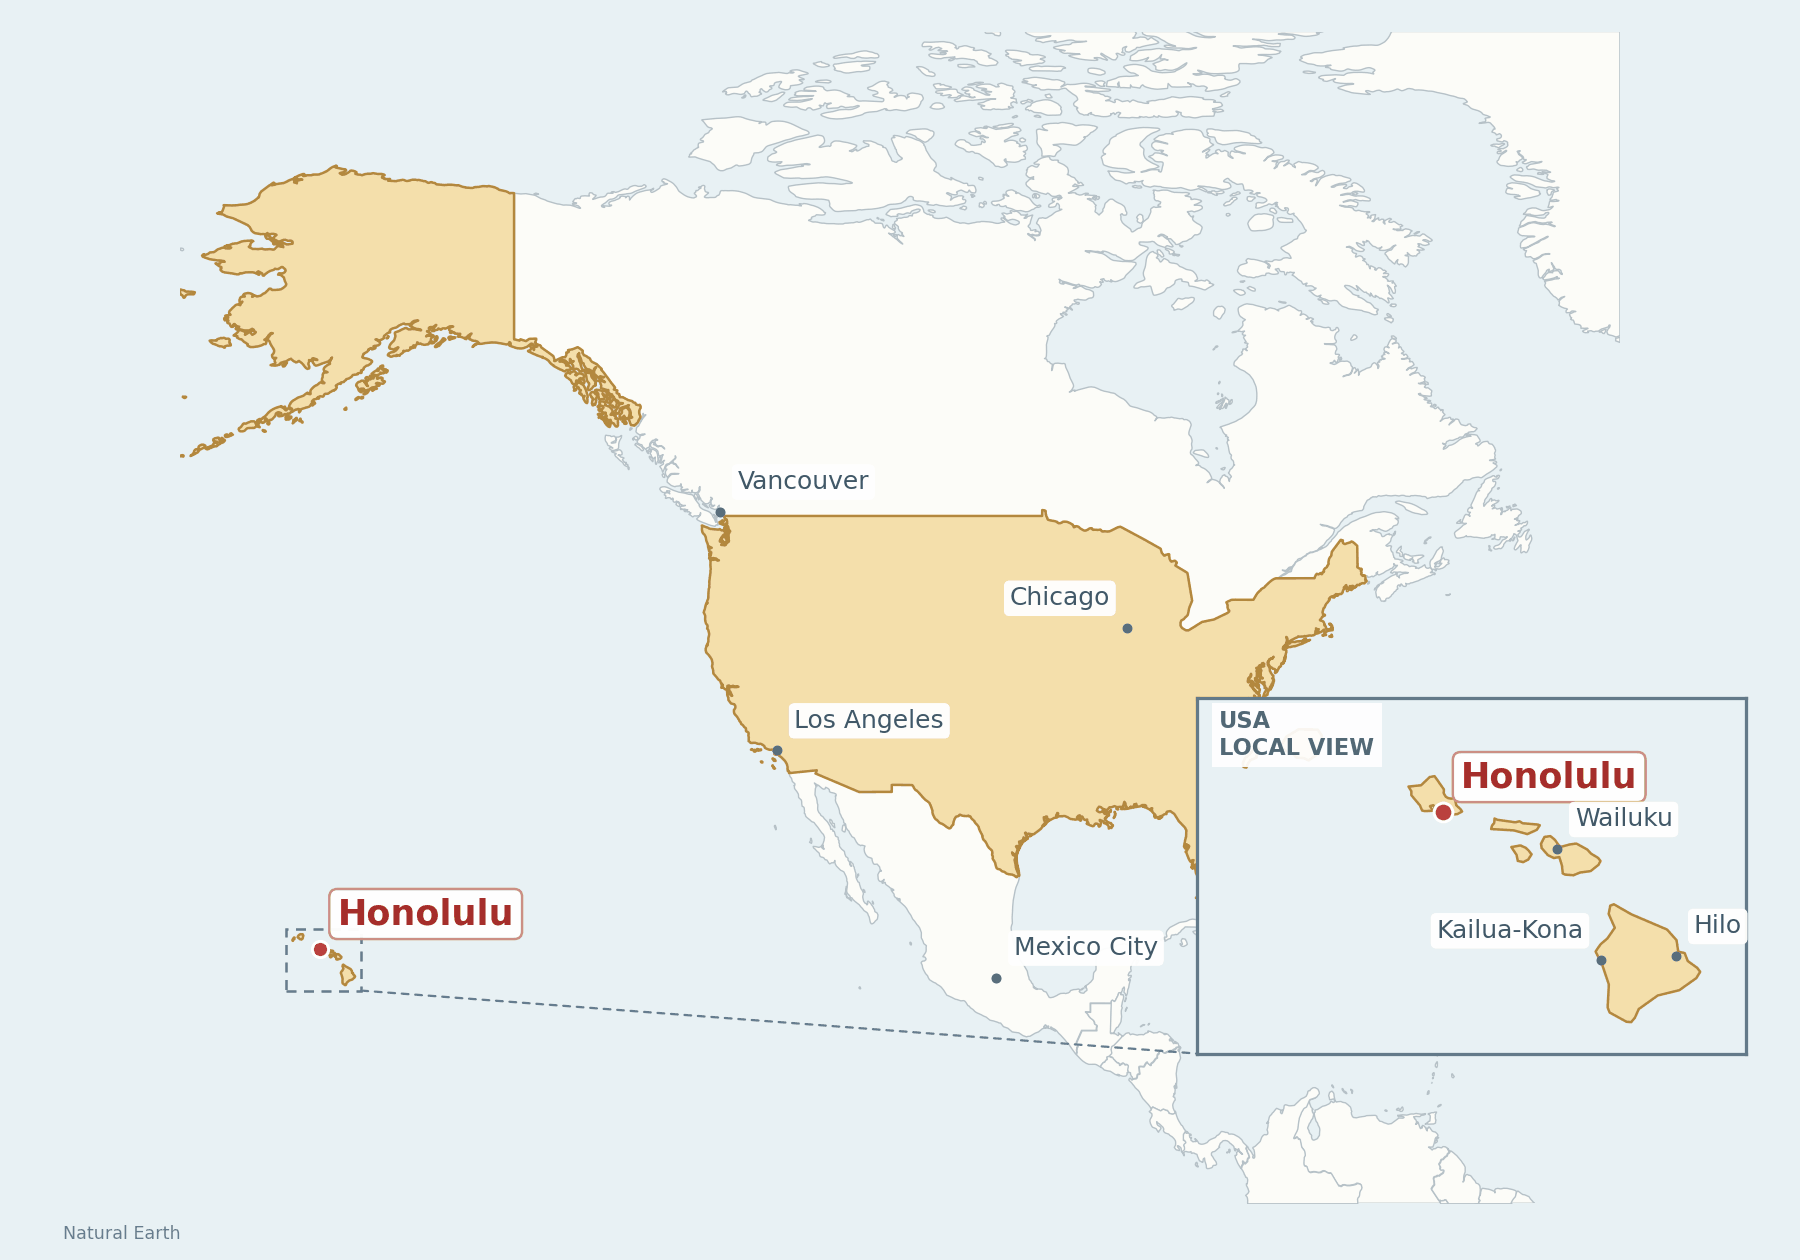 Vancouver
Chicago
Los Angeles
USA
LOCAL VIEW
Honolulu
Wailuku
Honolulu
Kailua-Kona
Hilo
Mexico City
Natural Earth